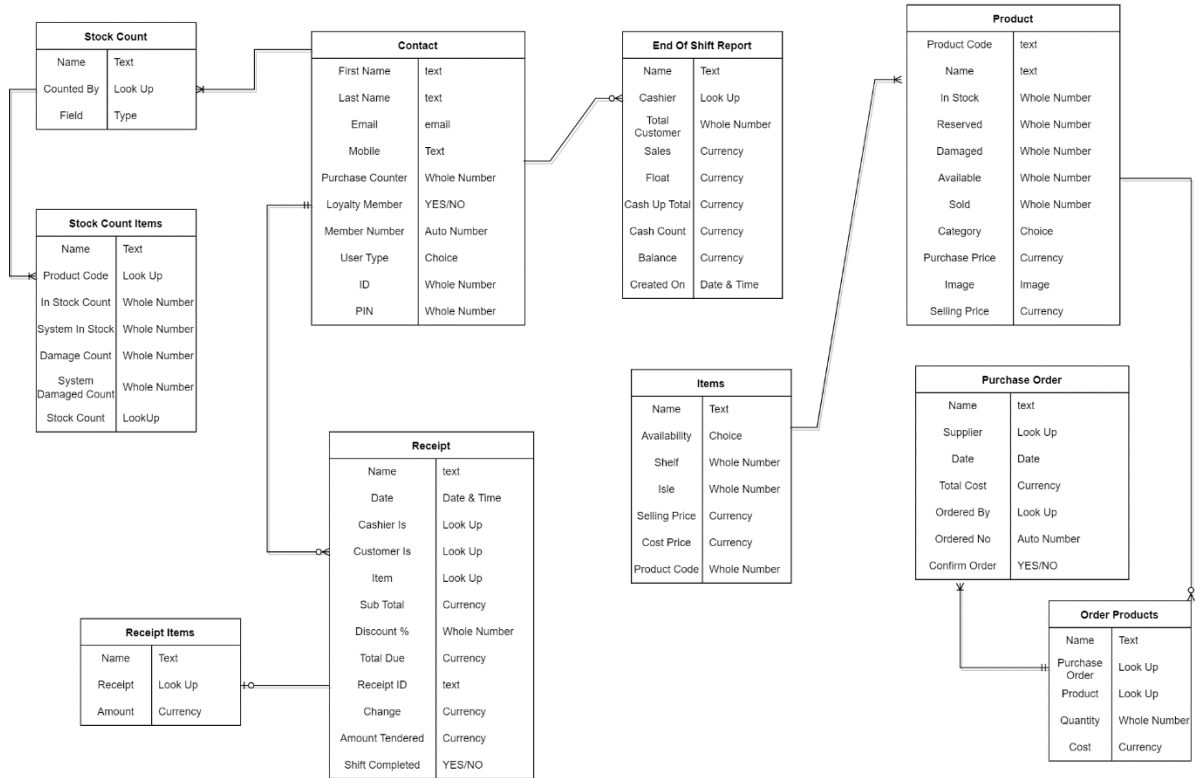 Stock Count
Name Text
Counted By Look Up
Field Type
Contact
First Name text
Last Name text
Email email
Mobile Text
Purchase Counter Whole Number
Loyalty Member YES/NO
Member Number Auto Number
User Type Choice
ID Whole Number
PIN Whole Number
End Of Shift Report
Name Text
Cashier Look Up
Total
Customer Whole Number
Sales Currency
Float Currency
Cash Up Total Currency
Cash Count Currency
Balance Currency
Created On Date & Time
Product
Product Code text
Name text
In Stock Whole Number
Reserved Whole Number
Damaged Whole Number
Available Whole Number
Sold Whole Number
Category Choice
Purchase Price Currency
Image Image
Selling Price Currency
Stock Count Items
Name Text
Product Code Look Up
In Stock Count Whole Number
System In Stock Whole Number
Damage Count Whole Number
System
Damaged Count Whole Number
Stock Count LookUp
Items
Name Text
Availability Choice
Shelf Whole Number
Isle Whole Number
Selling Price Currency
Cost Price Currency
Product Code Whole Number
Purchase Order
Name text
Supplier Look Up
Date Date
Total Cost Currency
Ordered By Look Up
Ordered No Auto Number
Confirm Order YES/NO
Receipt
Name text
Date Date & Time
Cashier Is Look Up
Customer Is Look Up
Item Look Up
Sub Total Currency
Discount % Whole Number
Total Due Currency
Receipt ID text
Change Currency
Amount Tendered Currency
Shift Completed YES/NO
Receipt Items
Name Text
Receipt Look Up
Amount Currency
Order Products
Name Text
Purchase
Order Look Up
Product Look Up
Quantity Whole Number
Cost Currency